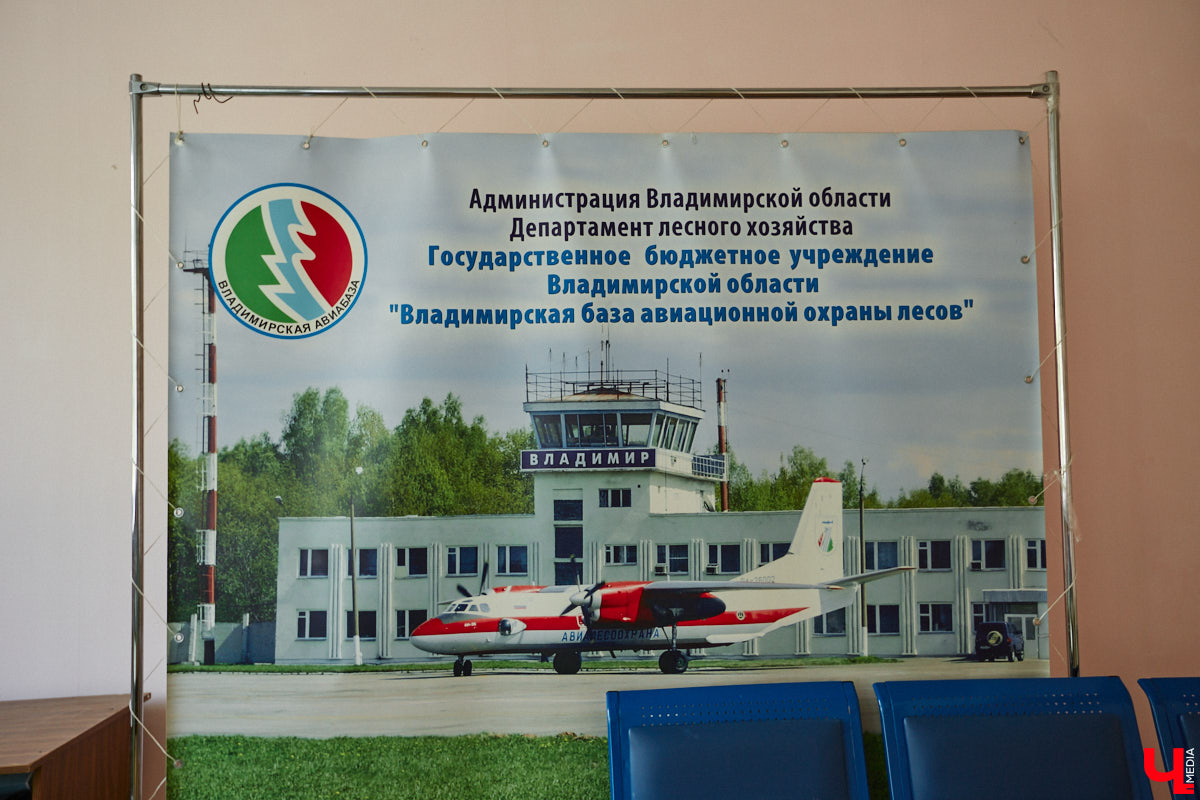 Администрация Владимирской области
Департамент лесного хозяйства
Государственное бюджетное учреждение
Владимирской области
"Владимирская база авиационной охраны лесов"
ВЛАДИМИРСКАЯ АВИАБАЗА
ВЛАДИМИР
АВИАЛЕСООХРАНА
Ч
MEDIA